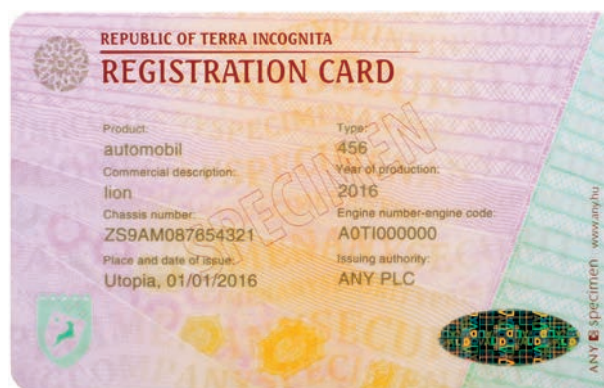 REPUBLIC OF TERRA INCOGNITA
REGISTRATION CARD
Product: Type:
automobil 456
Commercial description: Year of production:
lion 2016
Chassis number: Engine number-engine code:
ZS9AM087654321 A0TI000000
Place and date of issue: Issuing authority:
Utopia, 01/01/2016 ANY PLC
SPECIMEN
ANY specimen www.any.hu